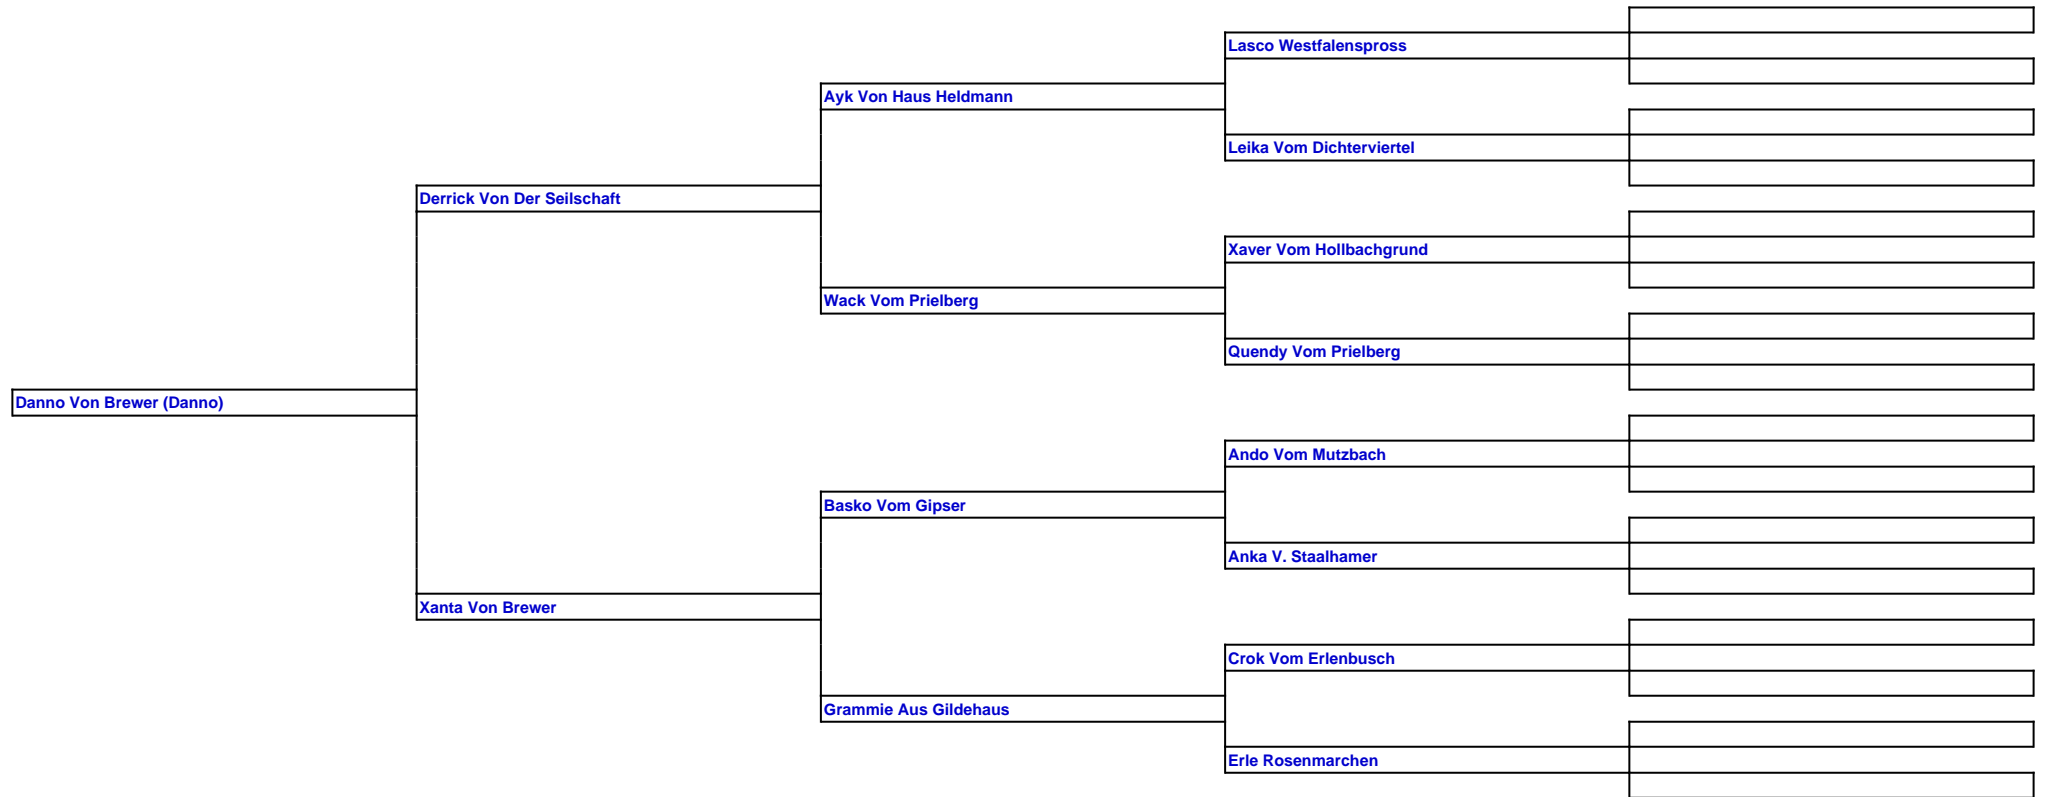 Lasco Westfalenspross
Ayk Von Haus Heldmann
Leika Vom Dichterviertel
Derrick Von Der Seilschaft
Xaver Vom Hollbachgrund
Wack Vom Prielberg
Quendy Vom Prielberg
Danno Von Brewer (Danno)
Ando Vom Mutzbach
Basko Vom Gipser
Anka V. Staalhamer
Xanta Von Brewer
Crok Vom Erlenbusch
Grammie Aus Gildehaus
Erle Rosenmarchen